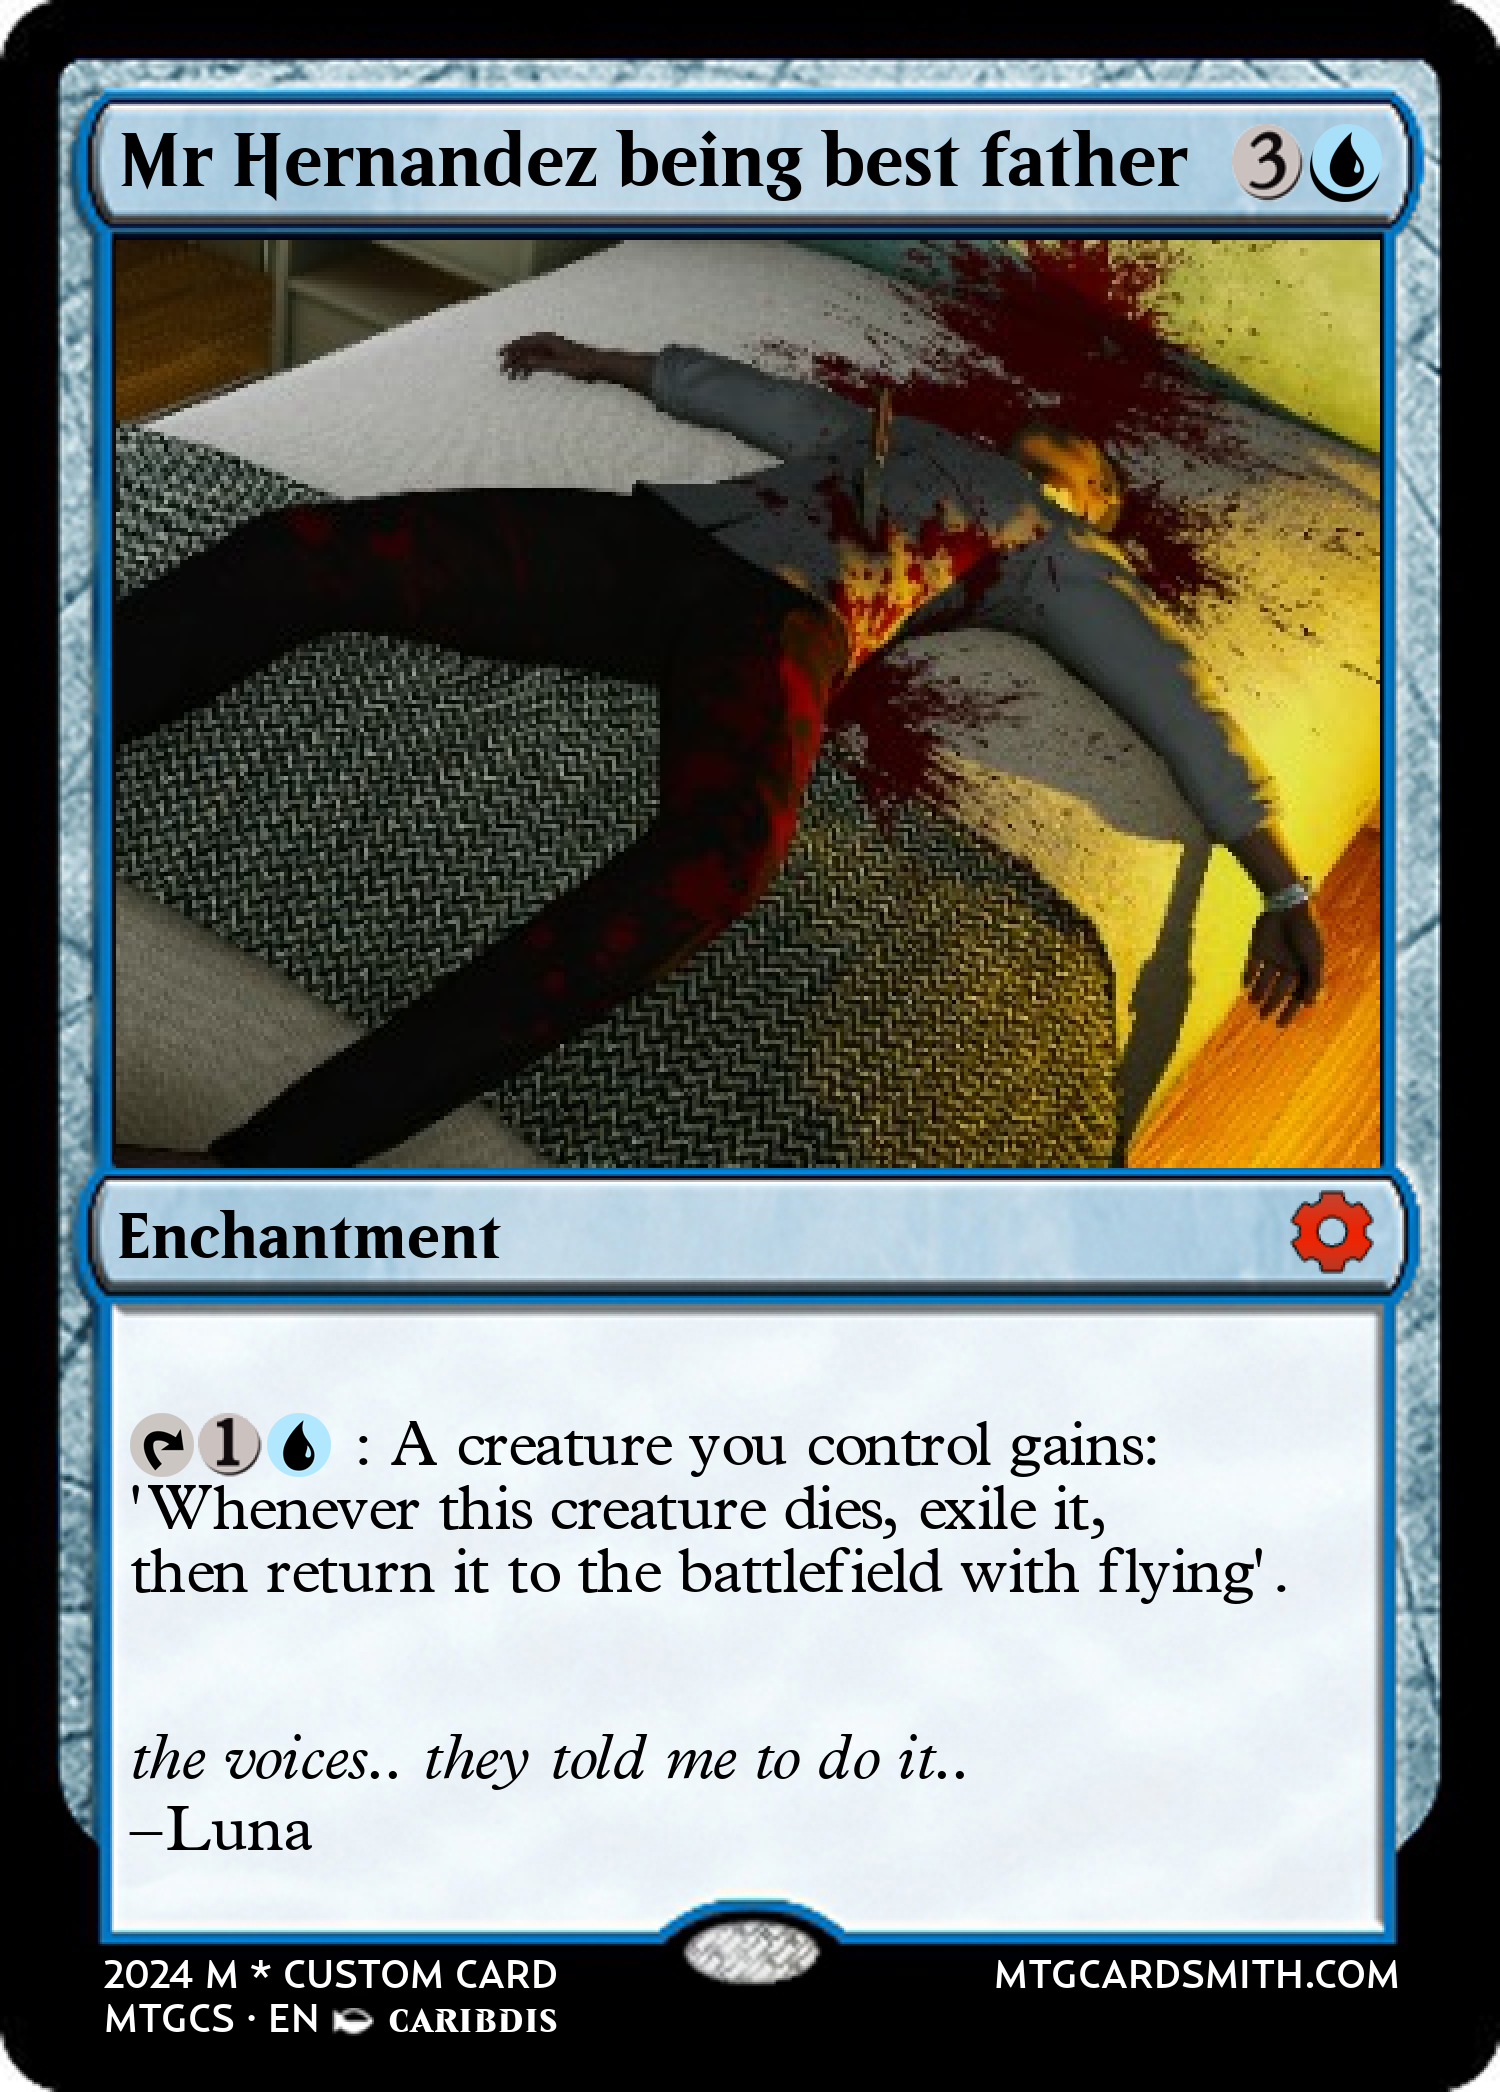 Mr Hernandez being best father 3
Enchantment
1 : A creature you control gains:
'Whenever this creature dies, exile it,
then return it to the battlefield with flying'.
the voices.. they told me to do it..
–Luna
2024 M * CUSTOM CARD
MTGCARDSMITH.COM
MTGCS · EN CARIBDIS